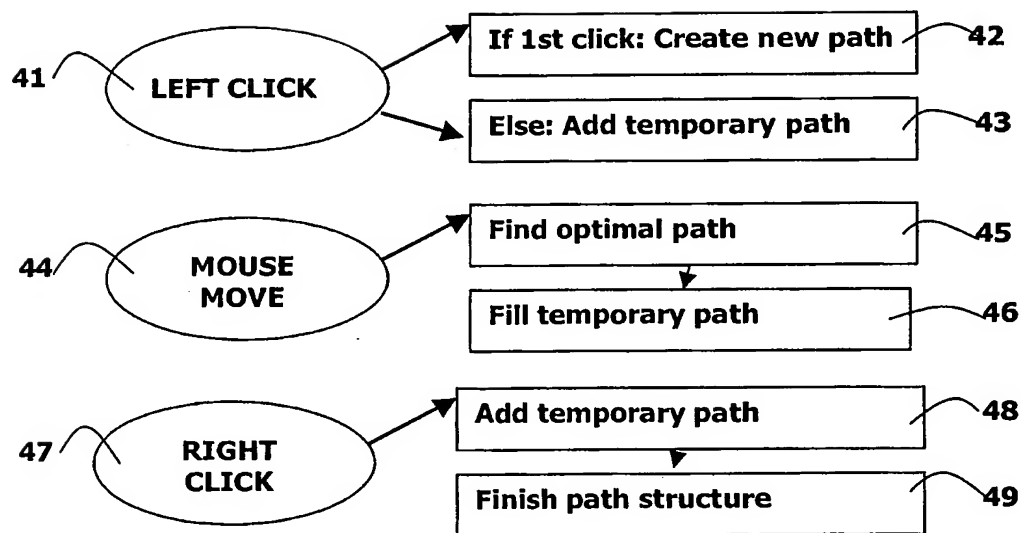 If 1st click: Create new path
42
41
LEFT CLICK
Else: Add temporary path
43
Find optimal path
45
44
MOUSE
MOVE
Fill temporary path
46
Add temporary path
48
47
RIGHT
CLICK
Finish path structure
49